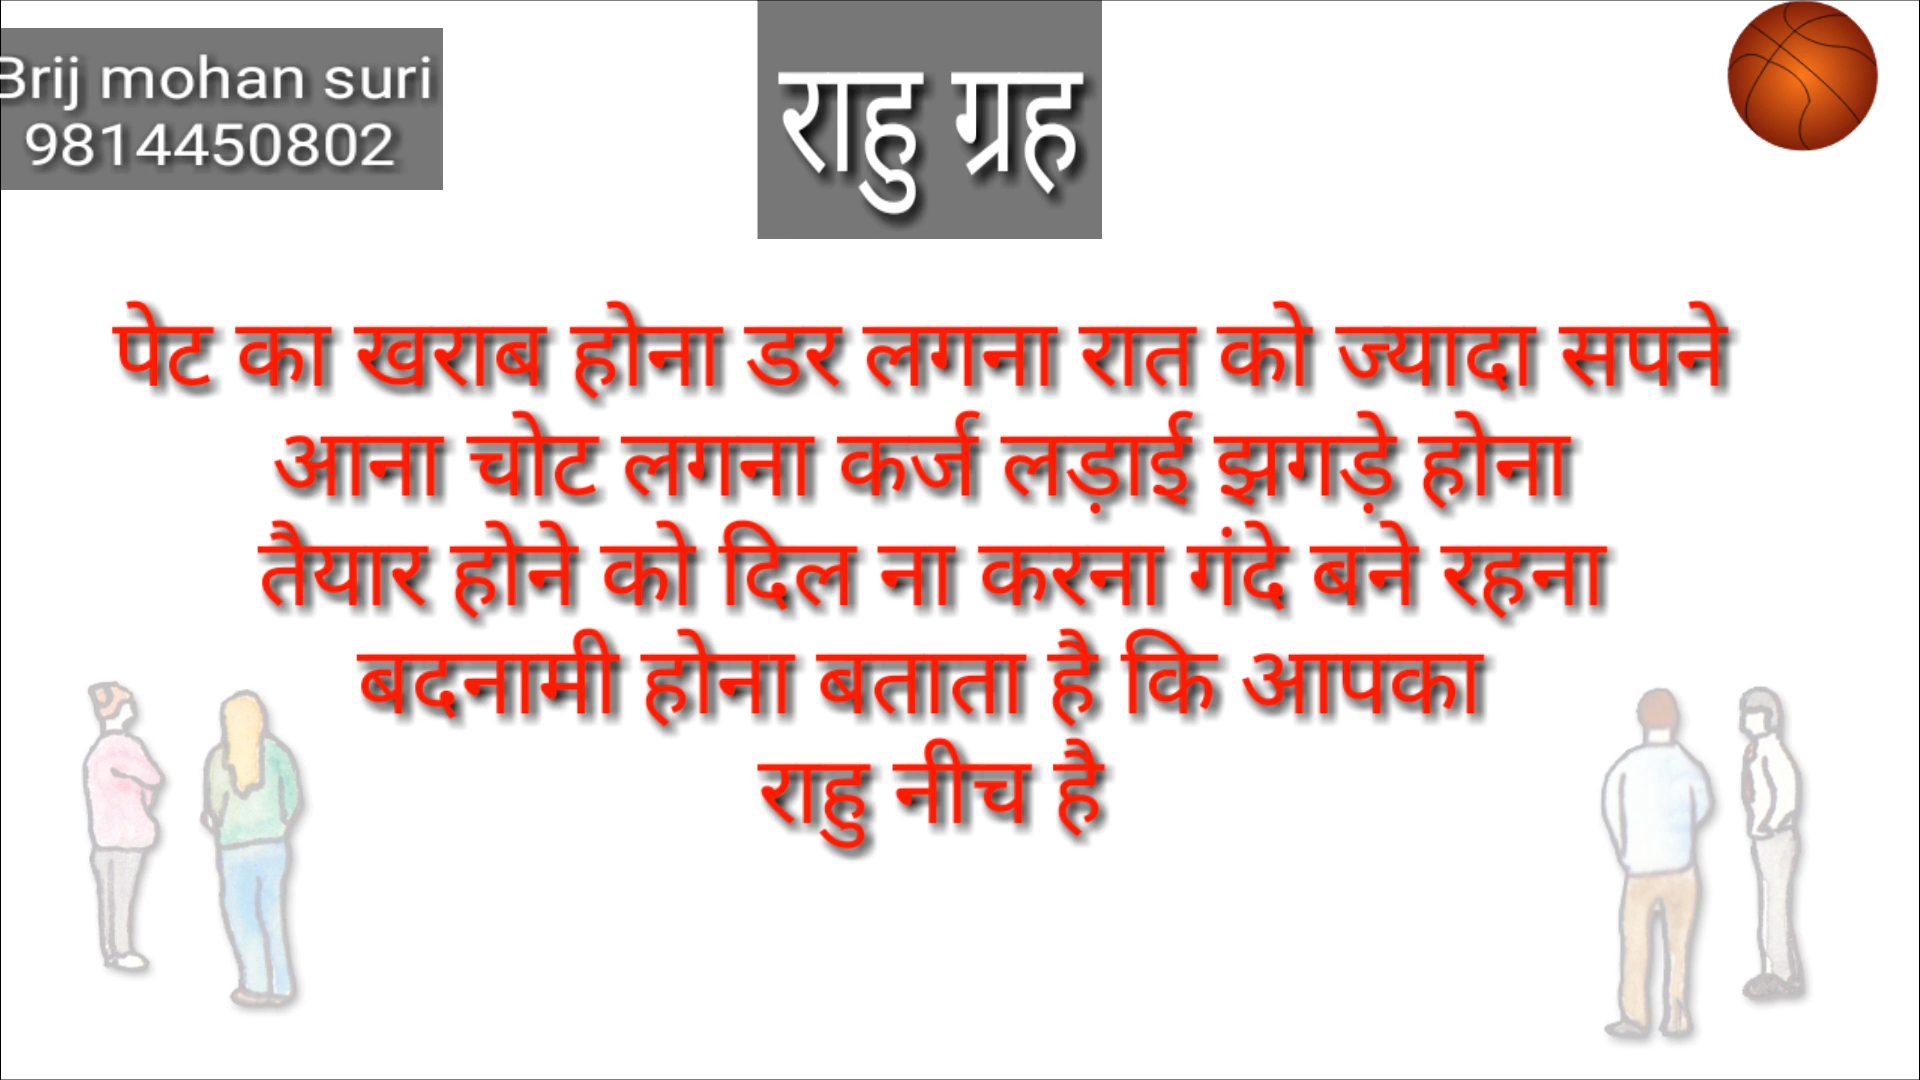 Brij mohan suri
9814450802
राहु ग्रह
पेट का खराब होना डर लगना रात को ज्यादा सपने
आना चोट लगना कर्ज लड़ाई झगड़े होना
तैयार होने को दिल ना करना गंदे बने रहना
बदनामी होना बताता है कि आपका
राहु नीच है